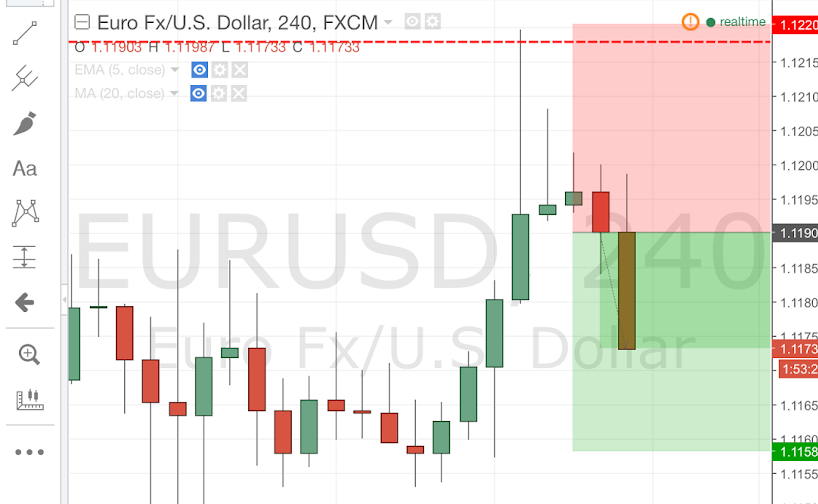 Euro Fx/U.S. Dollar, 240, FXCM
realtime
O 1.11903 H 1.11987 L 1.11733 C 1.11733
EMA (5, close)
MA (20, close)
Aa
EURUSD, 240
Euro Fx/U.S. Dollar
1.1220
1.1215
1.1210
1.1205
1.1200
1.1195
1.1190
1.1185
1.1180
1.1175
1.1173
1:53:2
1.1165
1.1160
1.1158
1.1155